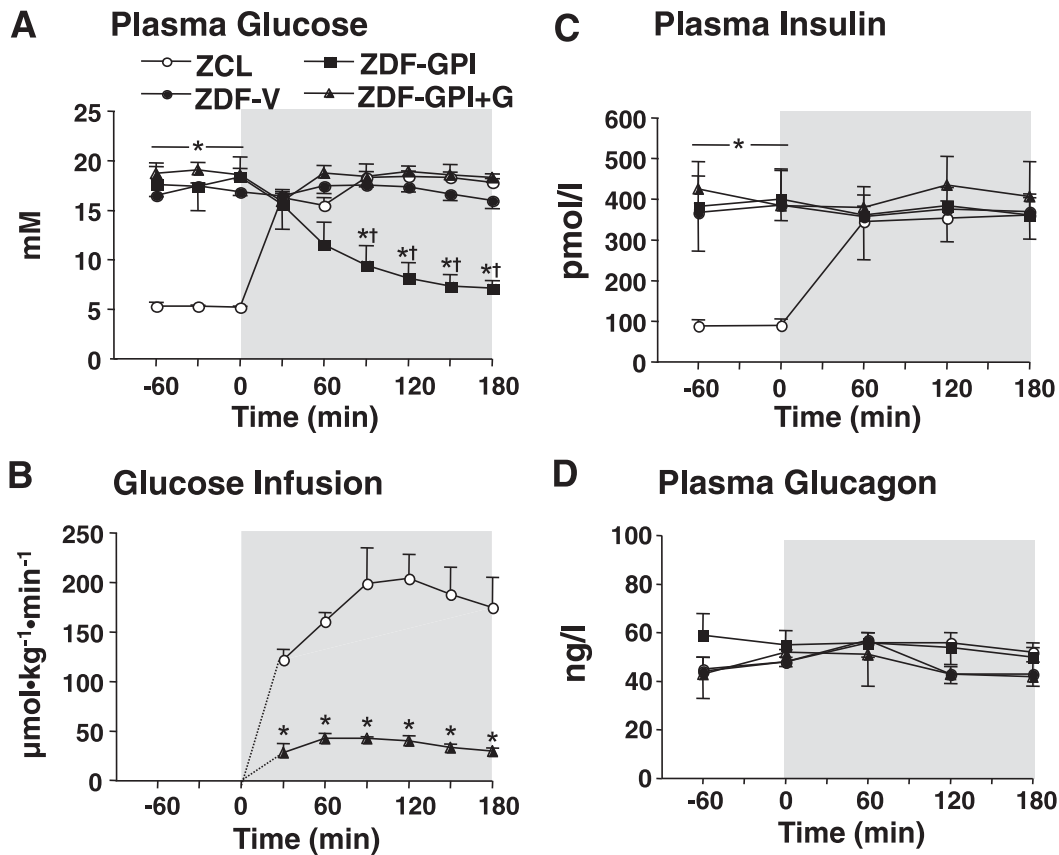 A Plasma Glucose
ZCL ZDF-GPI
ZDF-V ZDF-GPI+G
25
20
15
10
5
0
mM
*
*†
*†
*†
*†
-60 0 60 120 180
Time (min)
C Plasma Insulin
600
500
400
300
200
100
0
pmol/l
*
-60 0 60 120 180
Time (min)
B Glucose Infusion
250
200
150
100
50
0
µmol•kg⁻¹•min⁻¹
* * * * * *
-60 0 60 120 180
Time (min)
D Plasma Glucagon
100
80
60
40
20
0
ng/l
-60 0 60 120 180
Time (min)